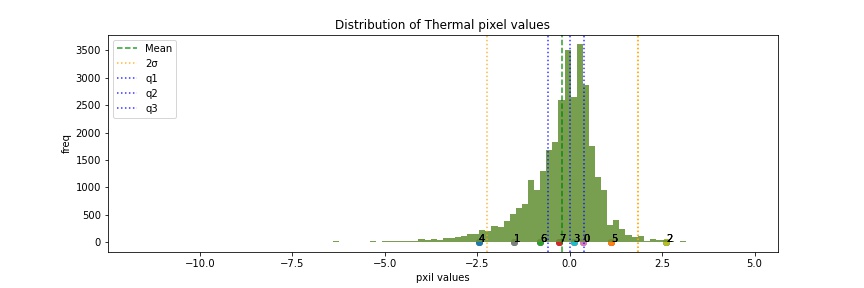 Distribution of Thermal pixel values
Mean
2σ
q1
q2
q3
freq
3500
3000
2500
2000
1500
1000
500
0
4 1 6 7 3 0 5 2
−10.0 −7.5 −5.0 −2.5 0.0 2.5 5.0
pxil values